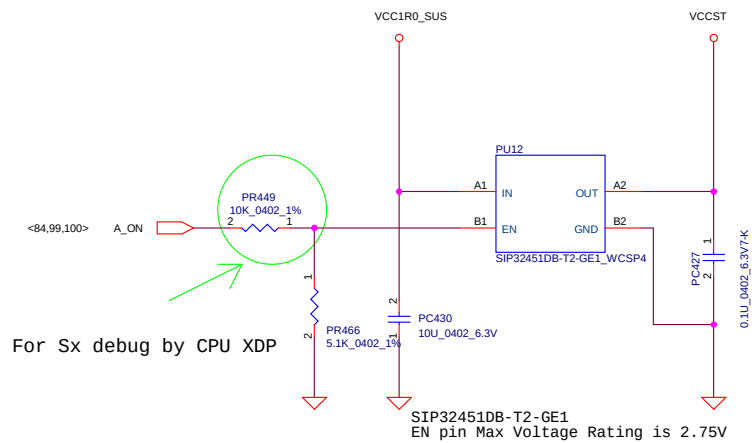 VCC1R0_SUS
VCCST
PU12
A1
IN
OUT
A2
PR449
10K_0402_1%
<84,99,100>
A_ON
2
1
B1
EN
GND
B2
SIP32451DB-T2-GE1_WCSP4
1
PC427
2
0.1U_0402_6.3V7-K
1
2
PR466
5.1K_0402_1%
2
PC430
1
10U_0402_6.3V
For Sx debug by CPU XDP
SIP32451DB-T2-GE1
EN pin Max Voltage Rating is 2.75V